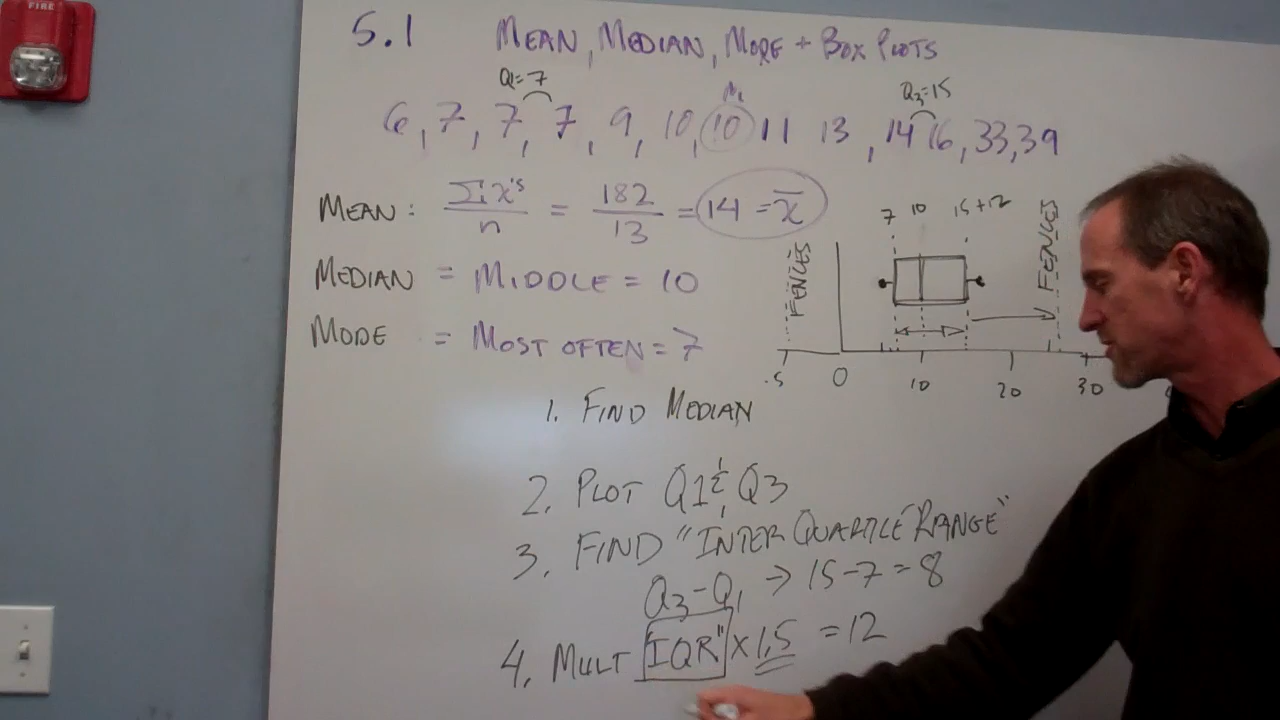 FIRE
5.1 MEAN, MEDIAN, MODE + BOX PLOTS
Q1=7
Q3=15
6, 7, 7, 7, 9, 10, 10 11 13, 14 16, 33, 39
MEAN: Σx's/n = 182/13 = 14 = x̄
7 10 15+12
FENCES FENCES
MEDIAN = MIDDLE = 10
MODE = MOST OFTEN = 7
-5 0 10 20 30
1. FIND MEDIAN
2. PLOT Q1 & Q3
3. FIND "INTER QUARTILE RANGE"
Q3-Q1 → 15-7=8
4. MULT "IQR" x 1.5 = 12